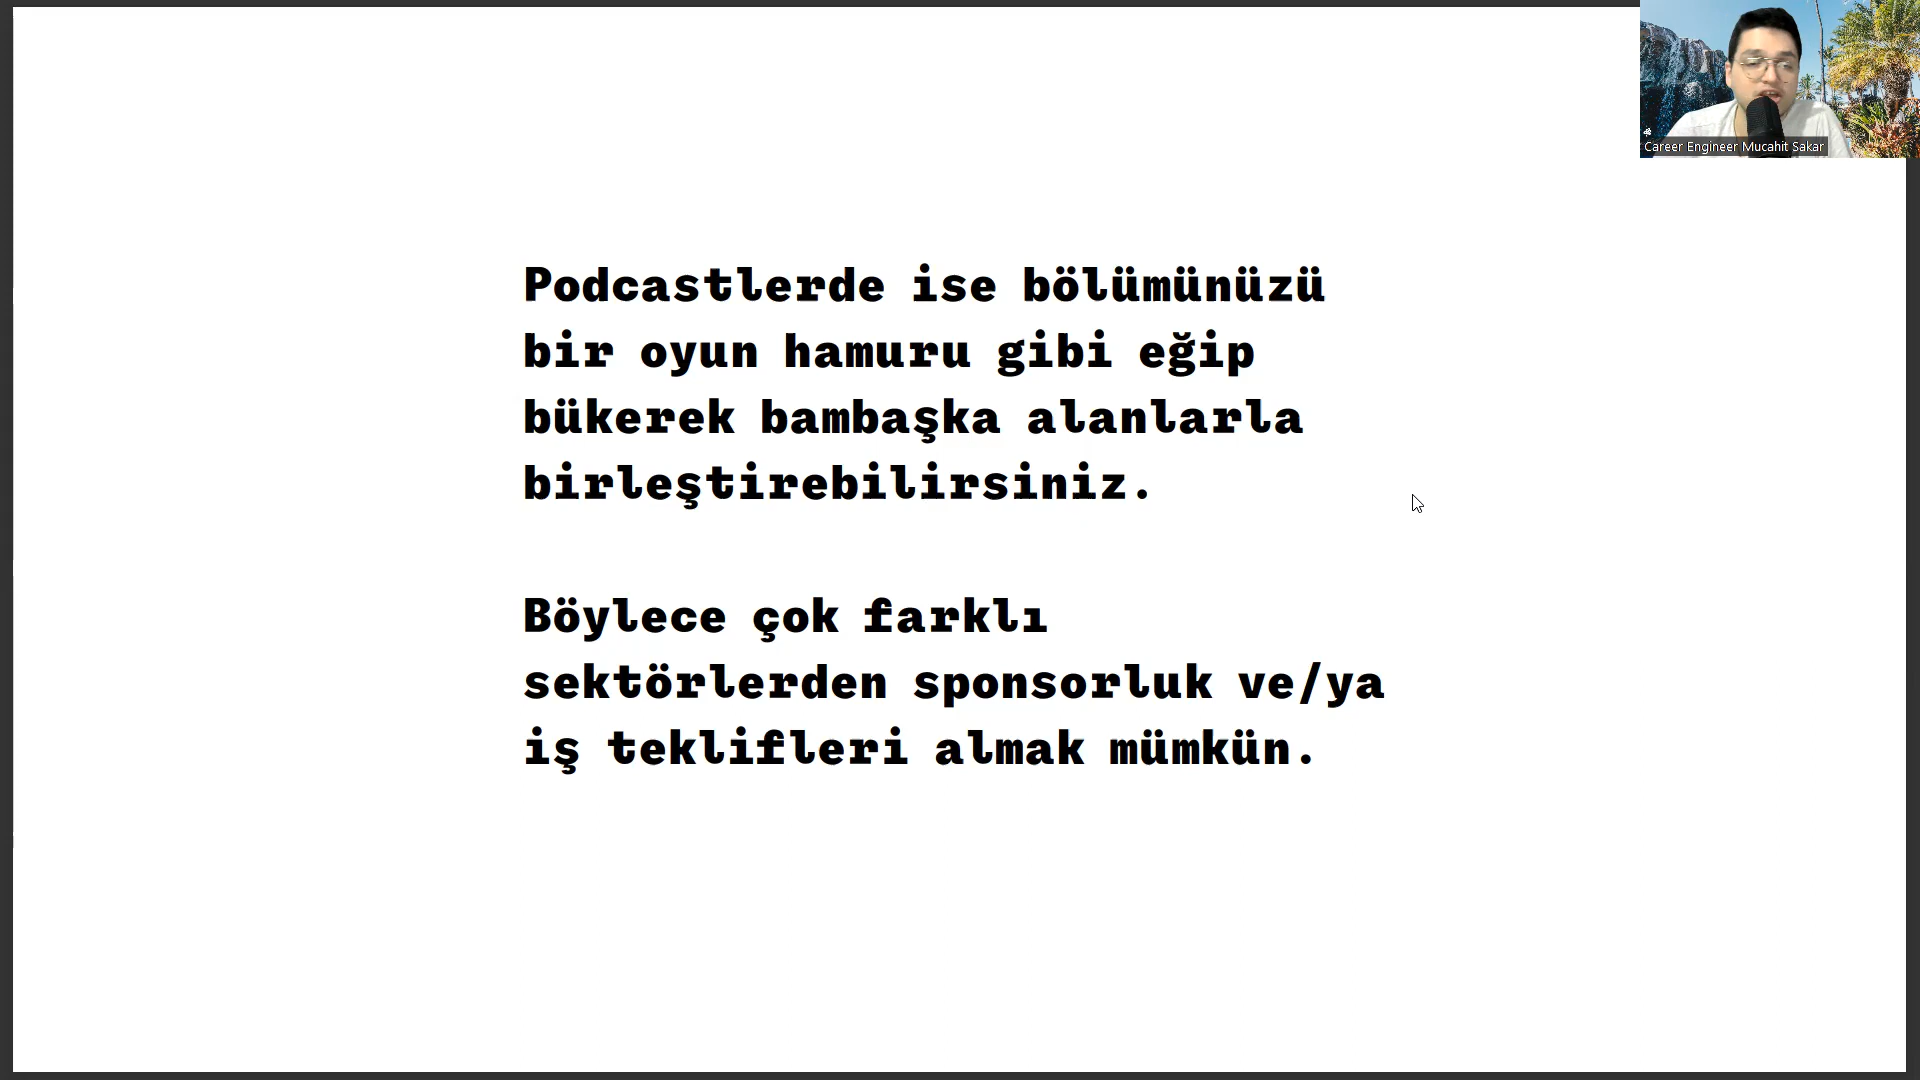 Career Engineer Mucahit Sakar
Podcastlerde ise bölümünüzü
bir oyun hamuru gibi eğip
bükerek bambaşka alanlarla
birleştirebilirsiniz.
Böylece çok farklı
sektörlerden sponsorluk ve/ya
iş teklifleri almak mümkün.